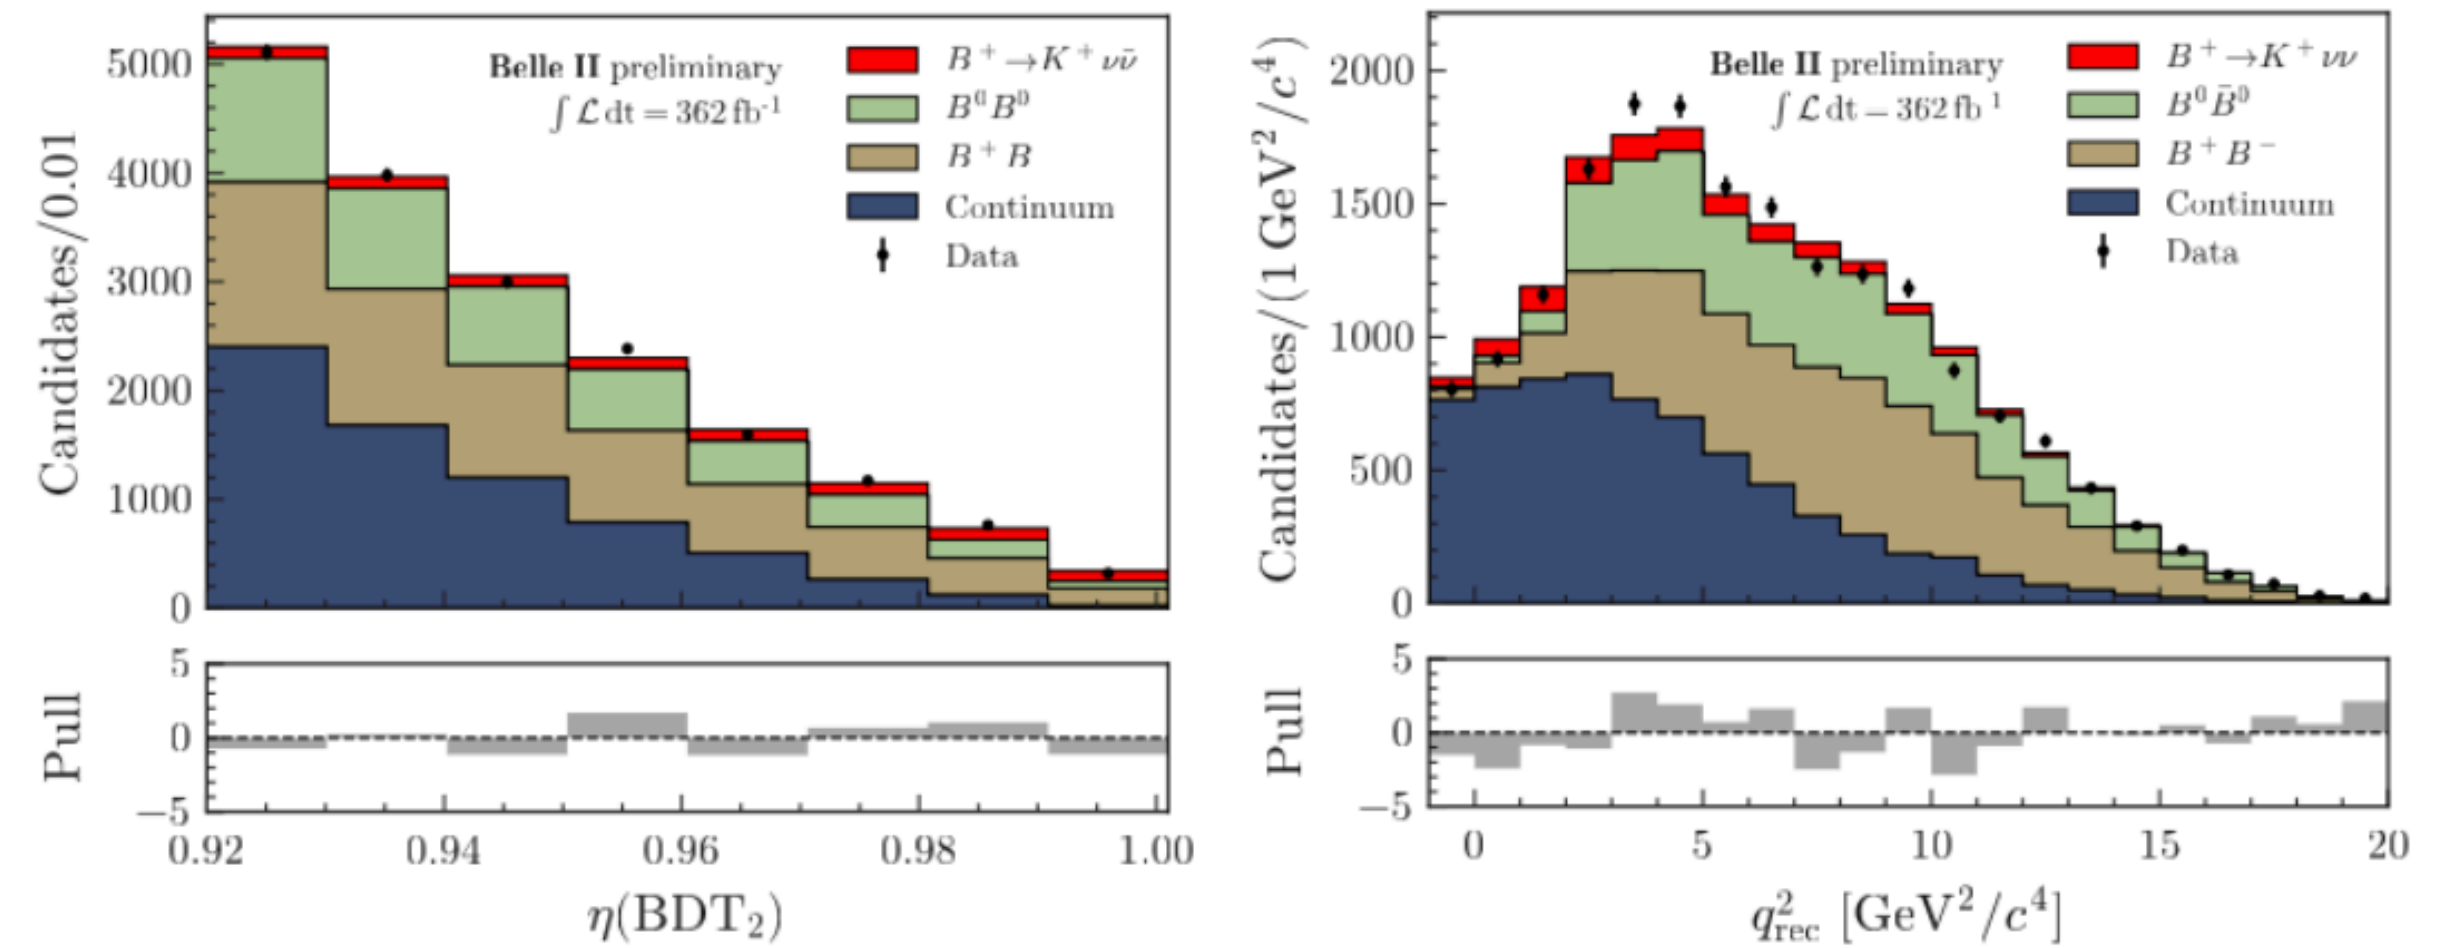 Candidates/0.01
5000
4000
3000
2000
1000
0
Belle II preliminary
∫ L dt = 362 fb⁻¹
B⁺→K⁺νν̄
B⁰B⁰
B⁺B
Continuum
Data
Pull
5
0
−5
0.92 0.94 0.96 0.98 1.00
η(BDT₂)
Candidates/(1 GeV²/c⁴)
2000
1500
1000
500
0
Belle II preliminary
∫ L dt – 362 fb ¹
B⁺→K⁺νν
B⁰B̄⁰
B⁺B⁻
Continuum
Data
Pull
5
0
−5
0 5 10 15 20
q²rec [GeV²/c⁴]